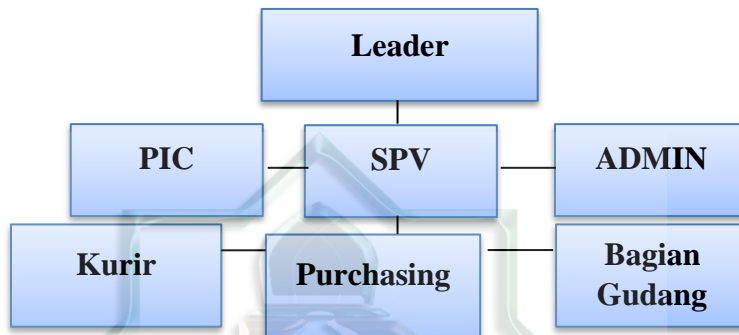 Leader
PIC
SPV
ADMIN
Kurir
Purchasing
Bagian
Gudang